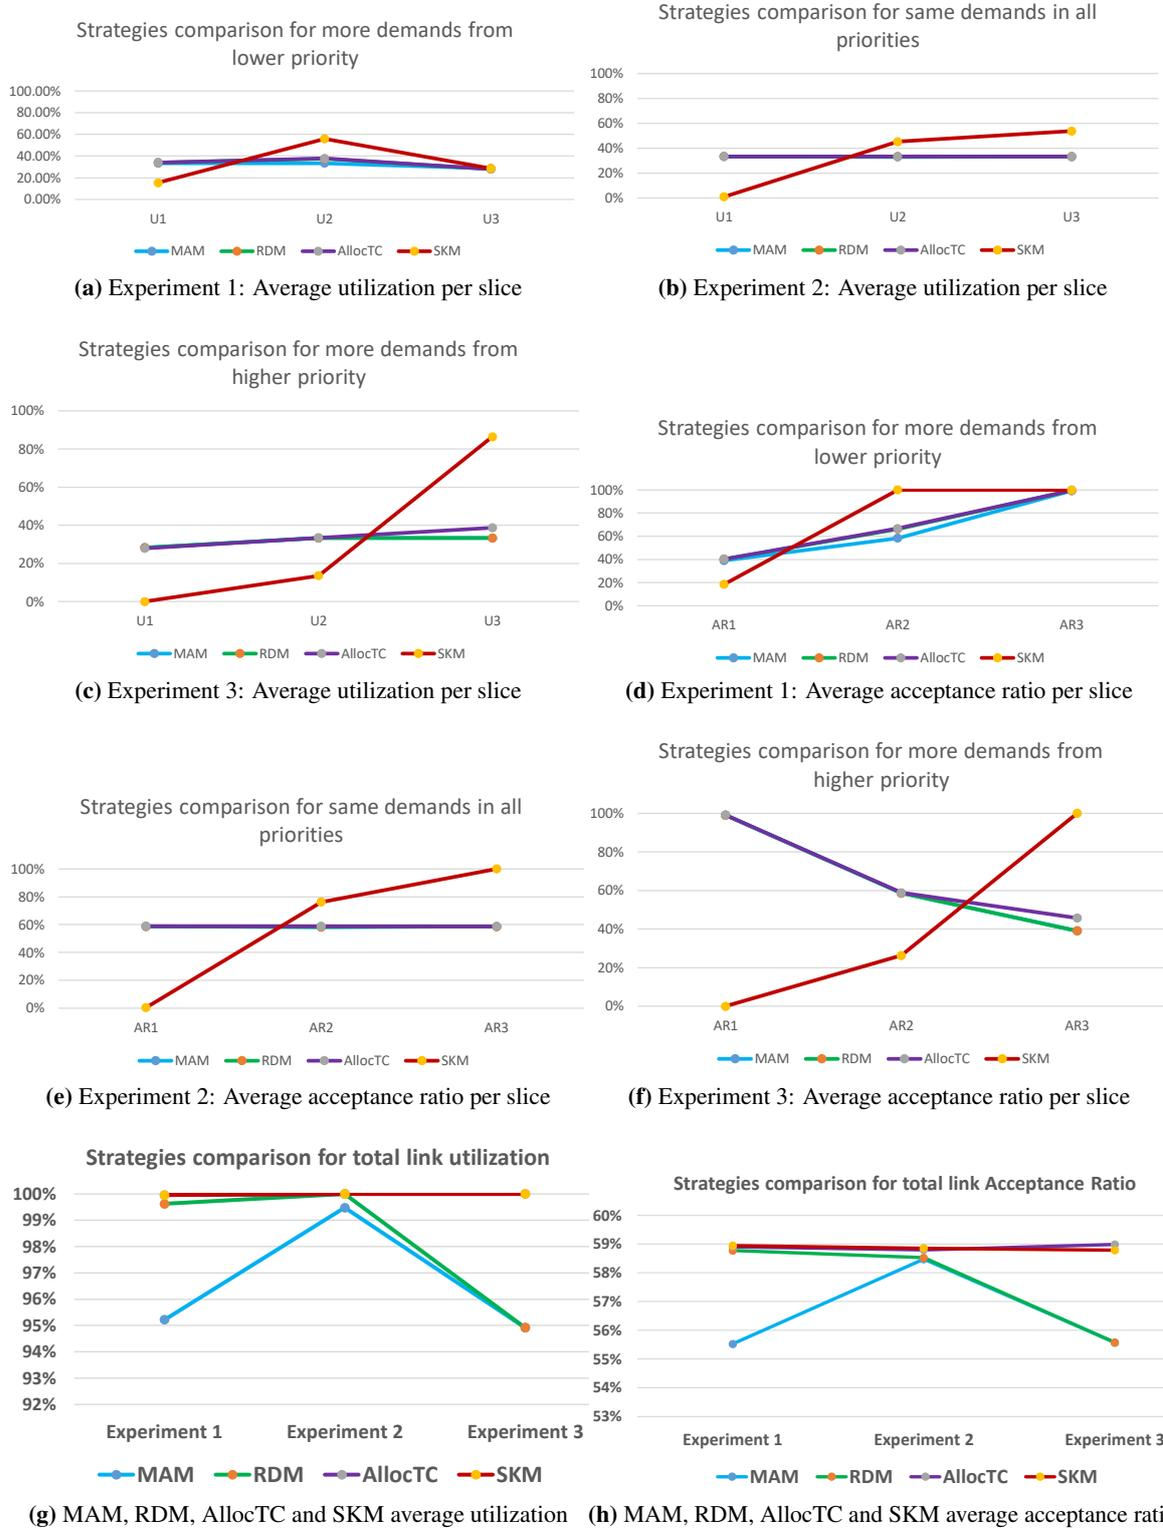 Strategies comparison for more demands from
lower priority
100.00%
80.00%
60.00%
40.00%
20.00%
0.00%
U1 U2 U3
MAM RDM AllocTC SKM
(a) Experiment 1: Average utilization per slice
Strategies comparison for same demands in all
priorities
100%
80%
60%
40%
20%
0%
U1 U2 U3
MAM RDM AllocTC SKM
(b) Experiment 2: Average utilization per slice
Strategies comparison for more demands from
higher priority
100%
80%
60%
40%
20%
0%
U1 U2 U3
MAM RDM AllocTC SKM
(c) Experiment 3: Average utilization per slice
Strategies comparison for more demands from
lower priority
100%
80%
60%
40%
20%
0%
AR1 AR2 AR3
MAM RDM AllocTC SKM
(d) Experiment 1: Average acceptance ratio per slice
Strategies comparison for same demands in all
priorities
100%
80%
60%
40%
20%
0%
AR1 AR2 AR3
MAM RDM AllocTC SKM
(e) Experiment 2: Average acceptance ratio per slice
Strategies comparison for more demands from
higher priority
100%
80%
60%
40%
20%
0%
AR1 AR2 AR3
MAM RDM AllocTC SKM
(f) Experiment 3: Average acceptance ratio per slice
Strategies comparison for total link utilization
100%
99%
98%
97%
96%
95%
94%
93%
92%
Experiment 1 Experiment 2 Experiment 3
MAM RDM AllocTC SKM
(g) MAM, RDM, AllocTC and SKM average utilization
Strategies comparison for total link Acceptance Ratio
60%
59%
58%
57%
56%
55%
54%
53%
Experiment 1 Experiment 2 Experiment 3
MAM RDM AllocTC SKM
(h) MAM, RDM, AllocTC and SKM average acceptance rati